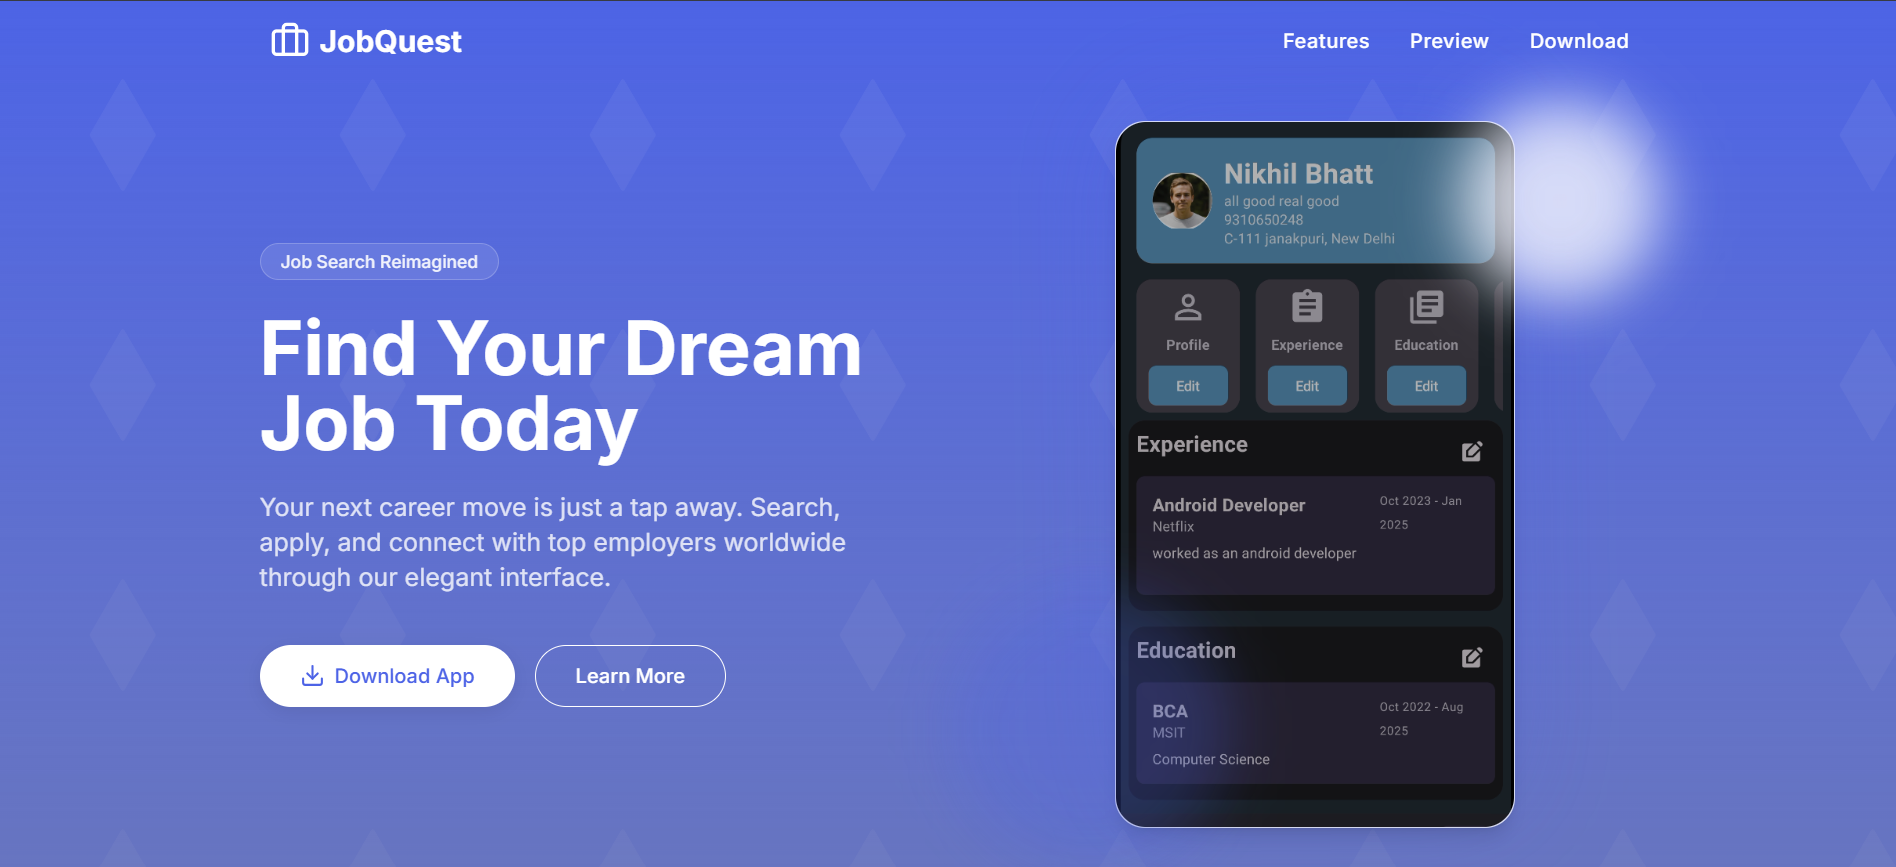 JobQuest
Features
Preview
Download
Job Search Reimagined
Find Your Dream
Job Today
Your next career move is just a tap away. Search,
apply, and connect with top employers worldwide
through our elegant interface.
Download App
Learn More
Nikhil Bhatt
all good real good
9310650248
C-111 janakpuri, New Delhi
Profile
Experience
Education
Edit
Edit
Edit
Experience
Android Developer
Oct 2023 - Jan
2025
Netflix
worked as an android developer
Education
BCA
Oct 2022 - Aug
2025
MSIT
Computer Science